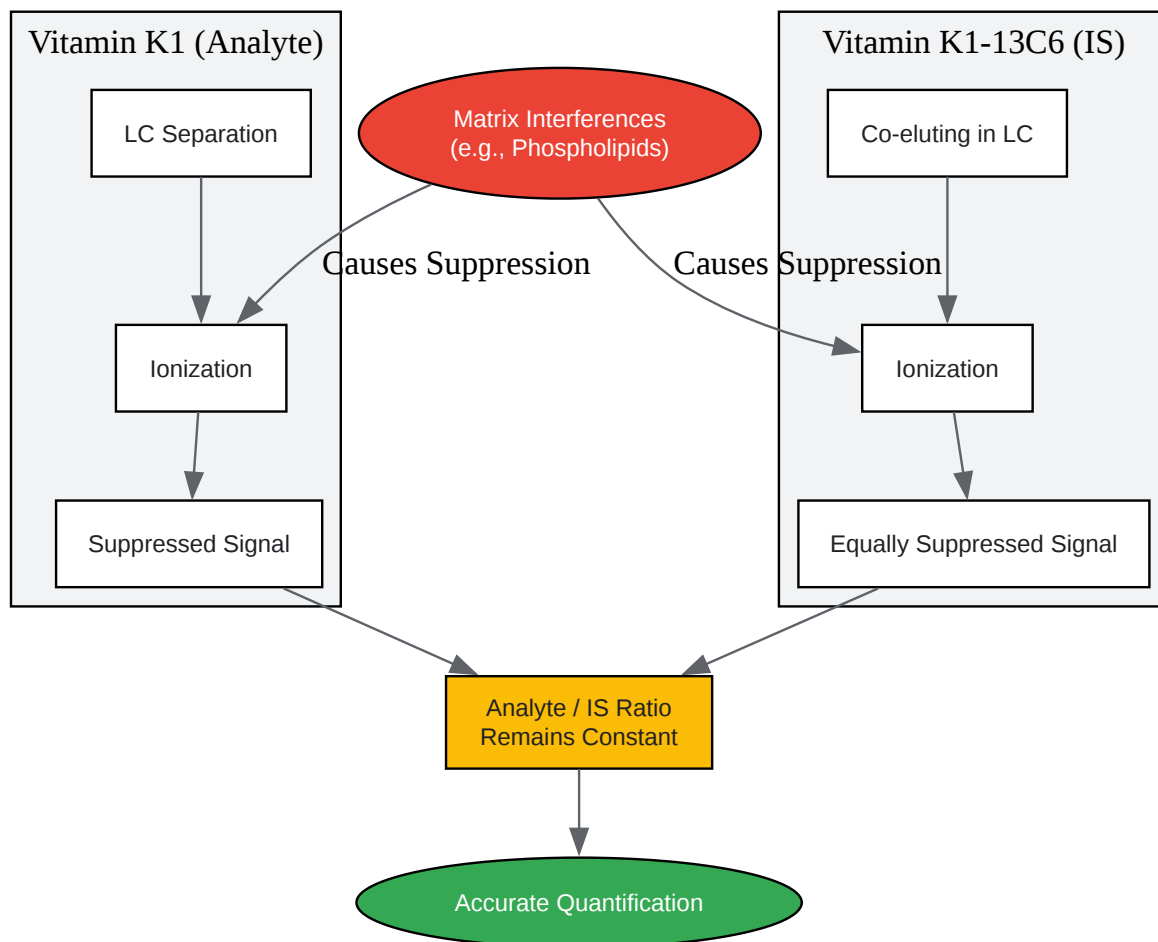 Vitamin K1 (Analyte)
Vitamin K1-13C6 (IS)
LC Separation
Matrix Interferences
(e.g., Phospholipids)
Co-eluting in LC
Causes Suppression
Causes Suppression
Ionization
Ionization
Suppressed Signal
Equally Suppressed Signal
Analyte / IS Ratio
Remains Constant
Accurate Quantification